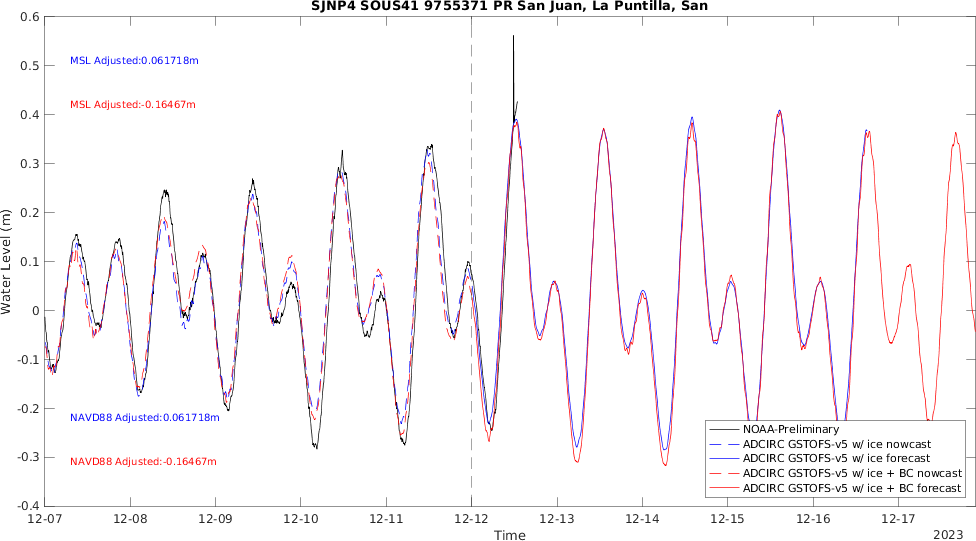 SJNP4 SOUS41 9755371 PR San Juan, La Puntilla, San
0.6
0.5
0.4
0.3
0.2
0.1
0
-0.1
-0.2
-0.3
-0.4
Water Level (m)
MSL Adjusted:0.061718m
MSL Adjusted:-0.16467m
NAVD88 Adjusted:0.061718m
NAVD88 Adjusted:-0.16467m
NOAA-Preliminary
ADCIRC GSTOFS-v5 w/ ice nowcast
ADCIRC GSTOFS-v5 w/ ice forecast
ADCIRC GSTOFS-v5 w/ ice + BC nowcast
ADCIRC GSTOFS-v5 w/ ice + BC forecast
12-07 12-08 12-09 12-10 12-11 12-12 12-13 12-14 12-15 12-16 12-17
Time
2023